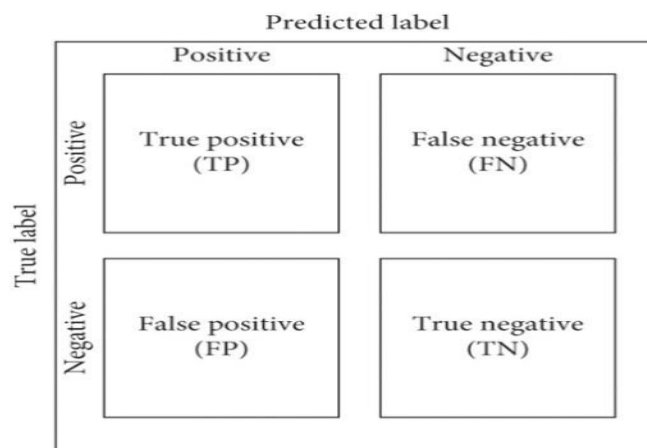 Predicted label
Positive
Negative
True label
Positive
True positive
(TP)
False negative
(FN)
Negative
False positive
(FP)
True negative
(TN)